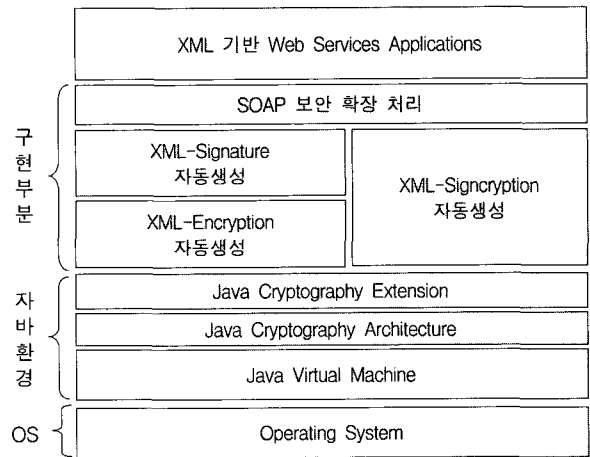 XML 기반 Web Services Applications
SOAP 보안 확장 처리
구
현
부
분
XML-Signature
자동생성
XML-Signcryption
자동생성
XML-Encryption
자동생성
자
바
환
경
Java Cryptography Extension
Java Cryptography Architecture
Java Virtual Machine
OS
Operating System